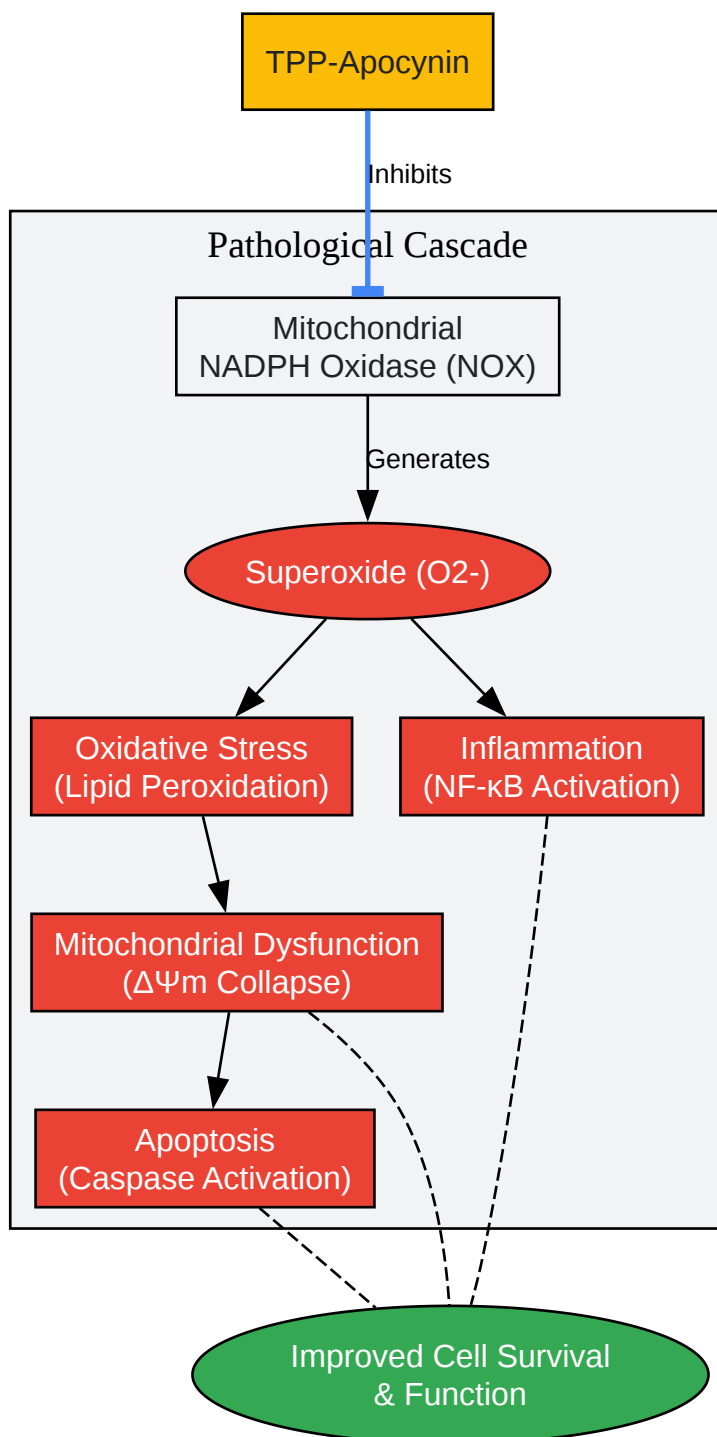 TPP-Apocynin
Inhibits
Pathological Cascade
Mitochondrial
NADPH Oxidase (NOX)
Generates
Superoxide (O2-)
Oxidative Stress
(Lipid Peroxidation)
Inflammation
(NF-κB Activation)
Mitochondrial Dysfunction
(ΔΨm Collapse)
Apoptosis
(Caspase Activation)
Improved Cell Survival
& Function